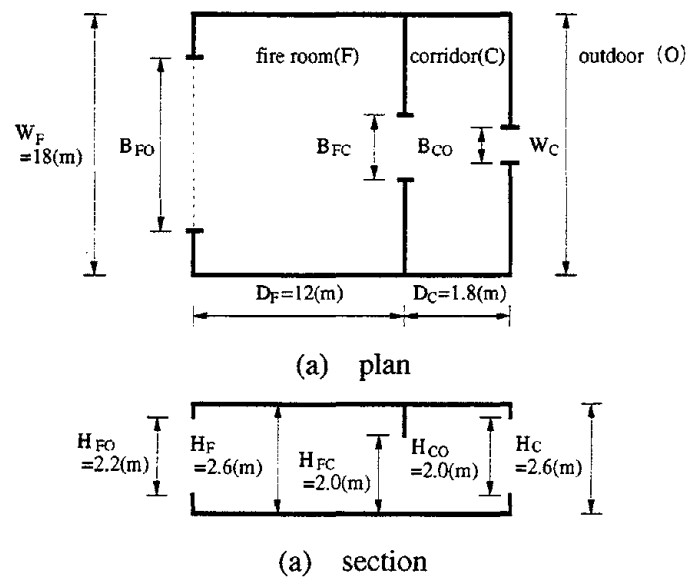 fire room(F)
corridor(C)
outdoor (O)
W_F
=18(m)
B_FO
B_FC
B_CO
W_C
D_F=12(m)
D_C=1.8(m)
(a) plan
H_FO
=2.2(m)
H_F
=2.6(m)
H_FC
=2.0(m)
H_CO
=2.0(m)
H_C
=2.6(m)
(a) section